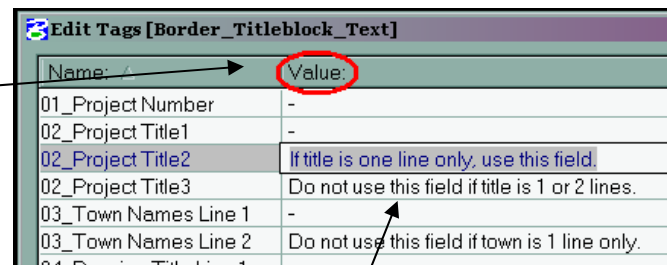 Edit Tags [Border_Titleblock_Text]
Name: Value:
01_Project Number -
02_Project Title1 -
02_Project Title2 If title is one line only, use this field.
02_Project Title3 Do not use this field if title is 1 or 2 lines.
03_Town Names Line 1 -
03_Town Names Line 2 Do not use this field if town is 1 line only.